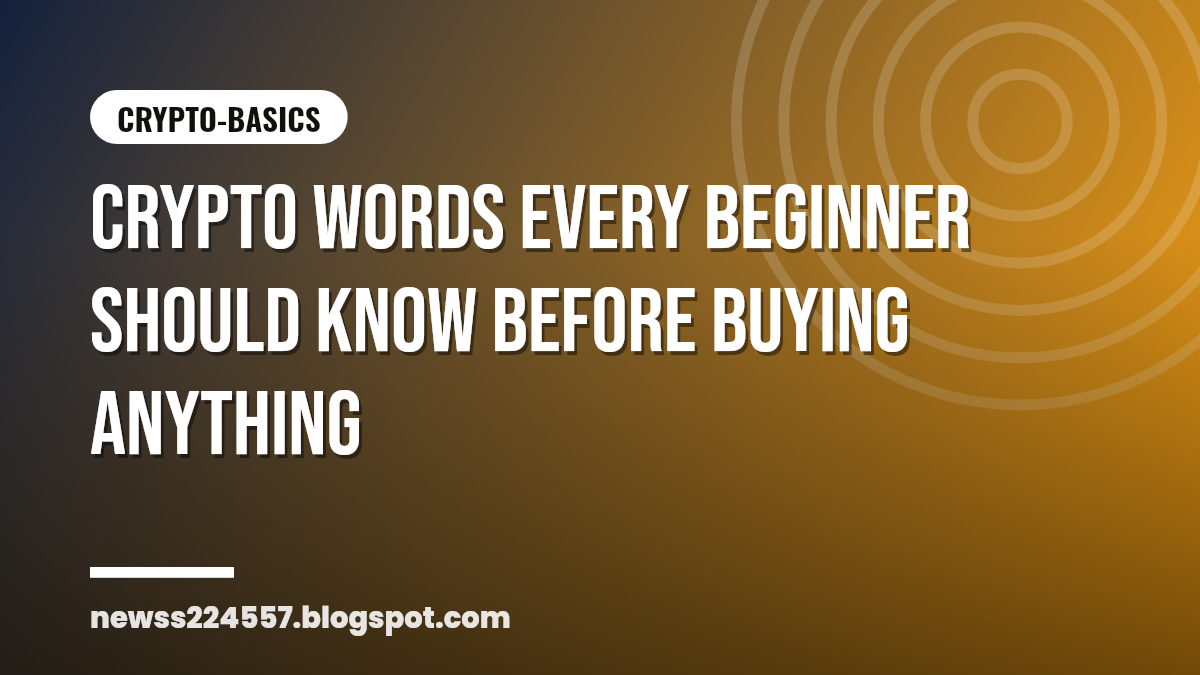 CRYPTO-BASICS
CRYPTO WORDS EVERY BEGINNER
SHOULD KNOW BEFORE BUYING
ANYTHING
newss224557.blogspot.com